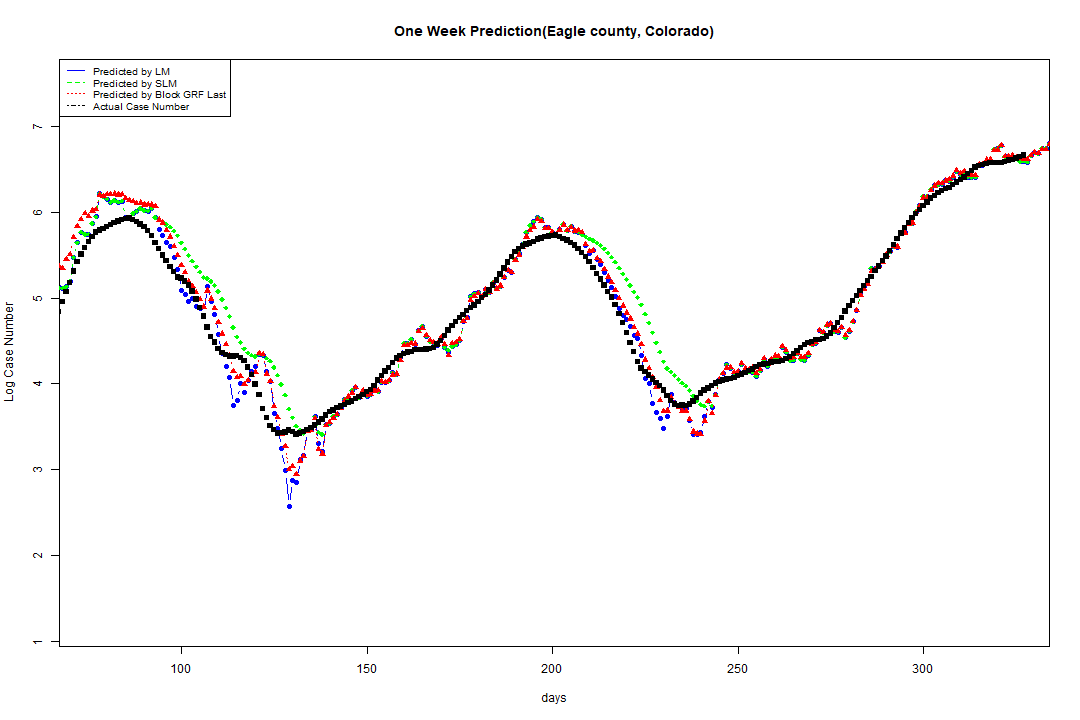 One Week Prediction(Eagle county, Colorado)
Predicted by LM
Predicted by SLM
Predicted by Block GRF Last
Actual Case Number
7
6
5
4
3
2
1
Log Case Number
100 150 200 250 300
days